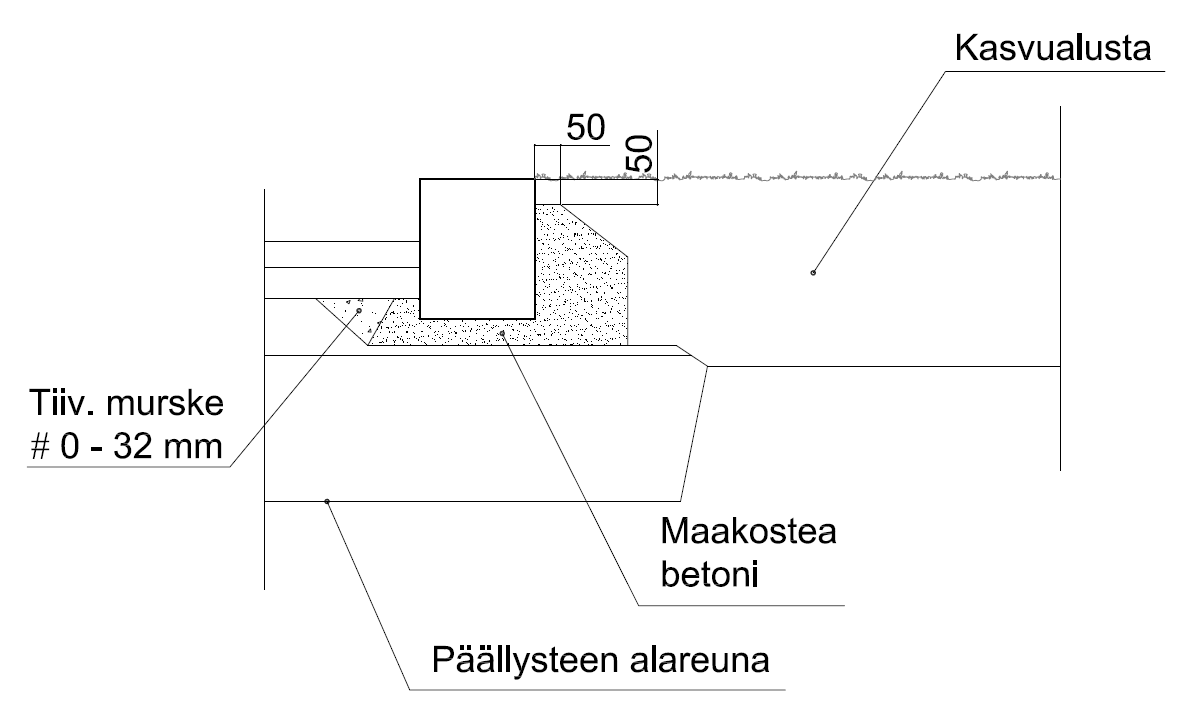 Kasvualusta
50
50
Tiiv. murske
# 0 - 32 mm
Maakostea
betoni
Päällysteen alareuna